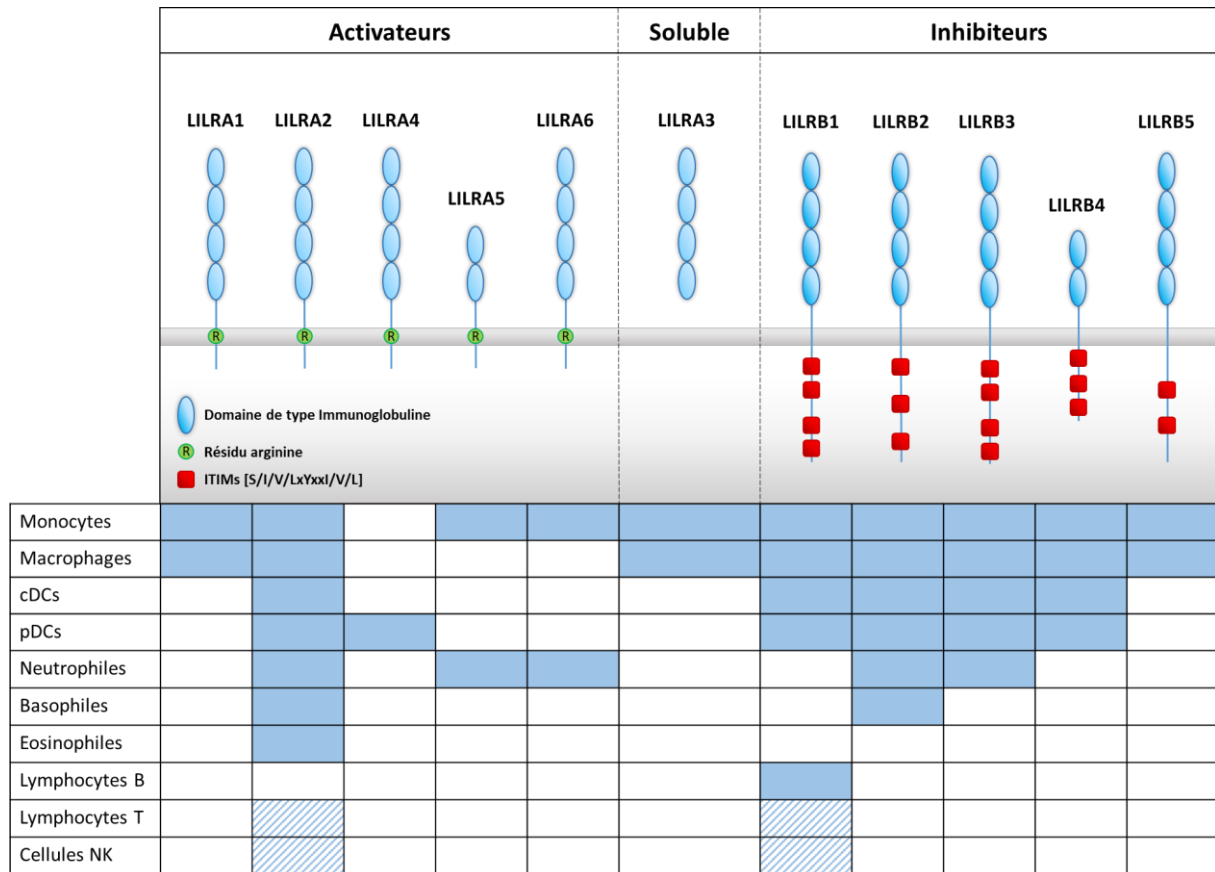 Activateurs
Soluble
Inhibiteurs
LILRA1
LILRA2
LILRA4
LILRA5
LILRA6
LILRA3
LILRB1
LILRB2
LILRB3
LILRB4
LILRB5
R
R
R
R
R
Domaine de type Immunoglobuline
R
Résidu arginine
ITIMs [S/I/V/LxYxxI/V/L]
Monocytes
Macrophages
cDCs
pDCs
Neutrophiles
Basophiles
Eosinophiles
Lymphocytes B
Lymphocytes T
Cellules NK